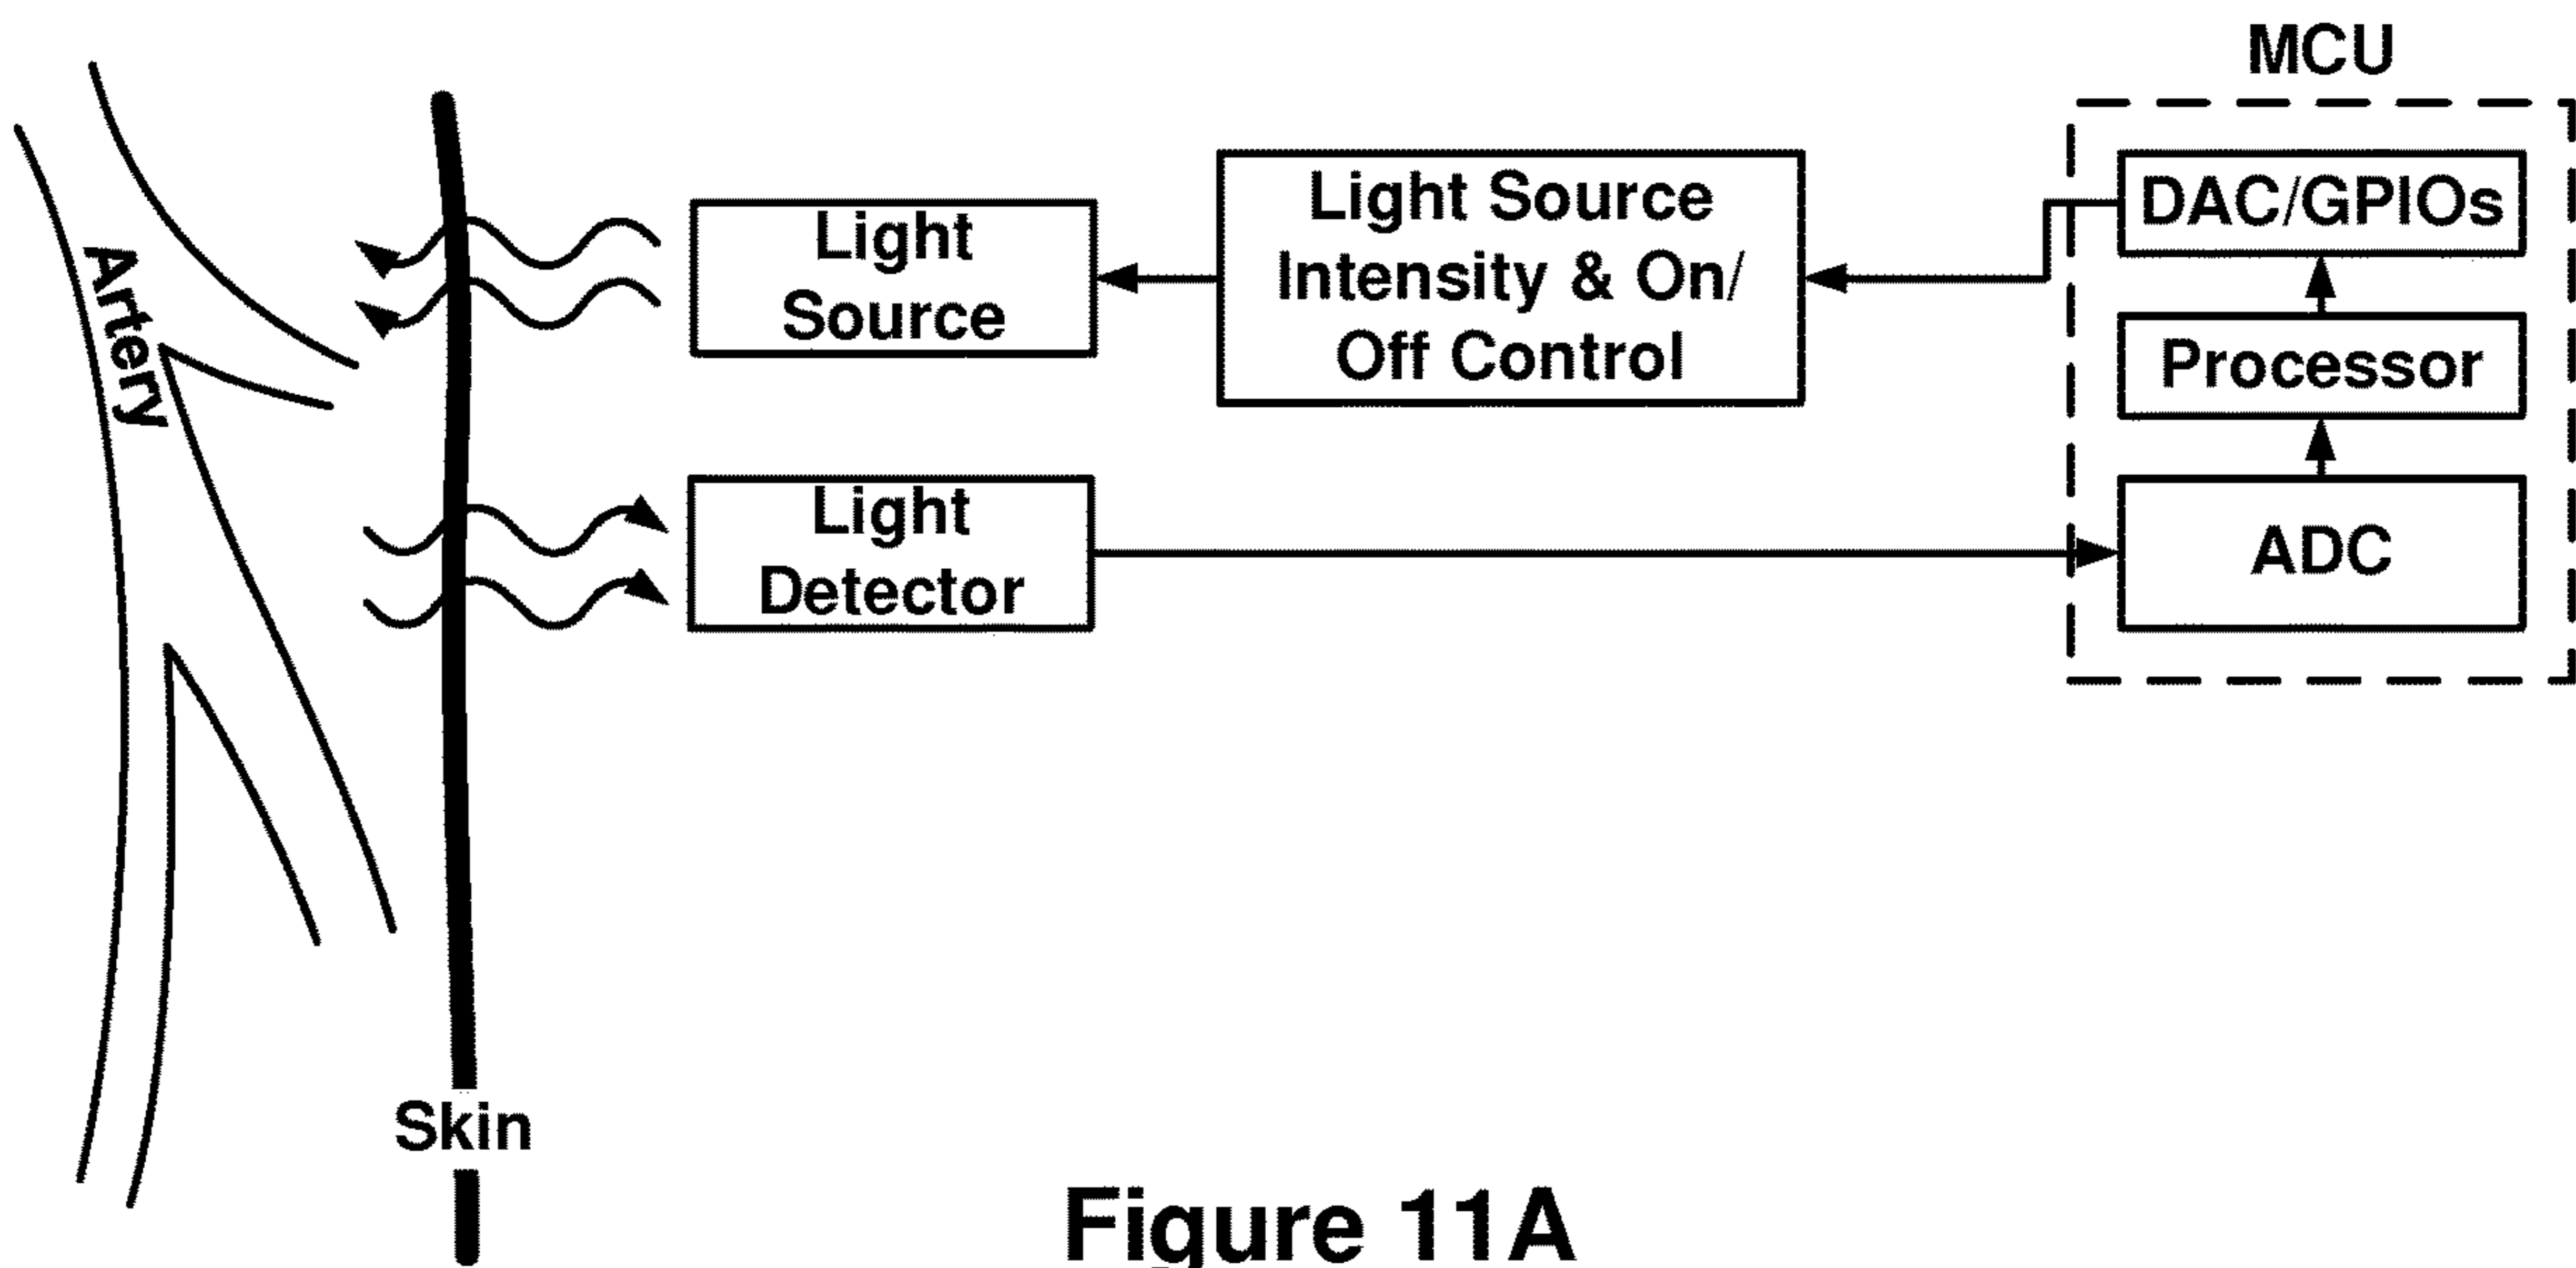 MCU
Artery
Light
Source
Light Source
Intensity & On/
Off Control
DAC/GPIOs
Processor
Light
Detector
ADC
Skin
Figure 11A